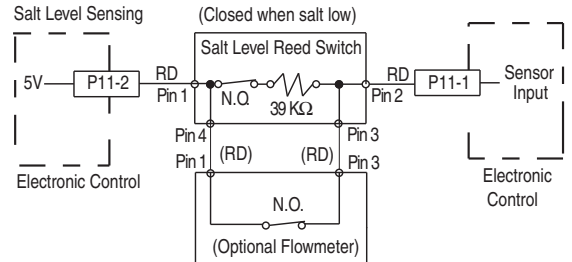 Salt Level Sensing
(Closed when salt low)
Salt Level Reed Switch
5V
P11-2
RD
Pin 1
N.O.
39 KΩ
RD
Pin 2
P11-1
Sensor
Input
Pin 4
Pin 3
Pin 1
(RD)
(RD)
Pin 3
Electronic Control
Electronic
Control
N.O.
(Optional Flowmeter)